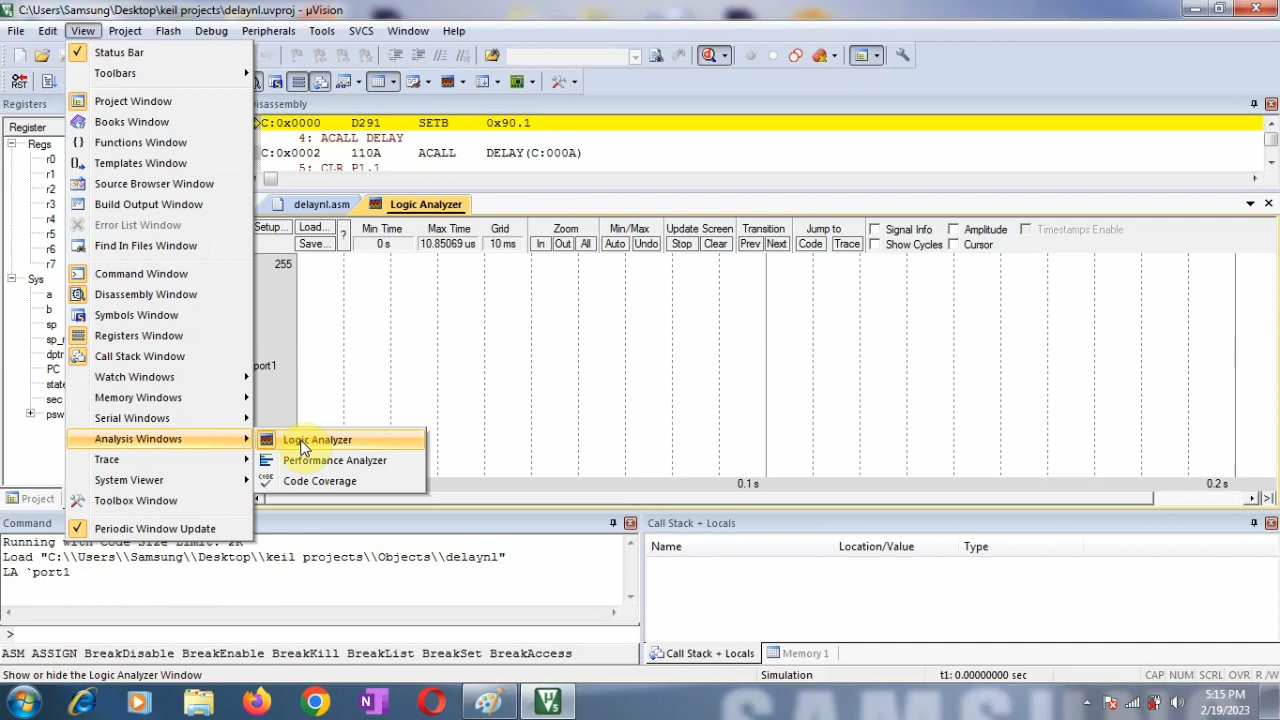 C:\Users\Samsung\Desktop\keil projects\delaynl.uvproj - µVision
File Edit View Project Flash Debug Peripherals Tools SVCS Window Help
Status Bar
Toolbars
Project Window
Books Window
Functions Window
Templates Window
Source Browser Window
Build Output Window
Error List Window
Find In Files Window
Command Window
Disassembly Window
Symbols Window
Registers Window
Call Stack Window
Watch Windows
Memory Windows
Serial Windows
Analysis Windows
Trace
System Viewer
Toolbox Window
Periodic Window Update
Logic Analyzer
Performance Analyzer
CODE Code Coverage
RST
Registers
Register
Regs
r0
r1
r2
r3
r4
r5
r6
r7
Sys
a
b
sp
sp_
dptr
PC
state
sec
psw
Project
Disassembly
C:0x0000 D291 SETB 0x90.1
4: ACALL DELAY
C:0x0002 110A ACALL DELAY(C:000A)
5: CLR P1.1
delaynl.asm Logic Analyzer
Setup... Load... Min Time Max Time Grid Zoom Min/Max Update Screen Transition Jump to Signal Info Amplitude Timestamps Enable
Save... ? 0 s 10.85069 us 10 ms In Out All Auto Undo Stop Clear Prev Next Code Trace Show Cycles Cursor
255
port1
0.1 s 0.2 s
Command
Running with Code Size Limit: 2K
Load "C:\\Users\\Samsung\\Desktop\\keil projects\\Objects\\delaynl"
LA `port1
>
ASM ASSIGN BreakDisable BreakEnable BreakKill BreakList BreakSet BreakAccess
Call Stack + Locals
Name Location/Value Type
Call Stack + Locals Memory 1
Show or hide the Logic Analyzer Window Simulation t1: 0.00000000 sec CAP NUM SCRL OVR R/W
5:15 PM
2/19/2023